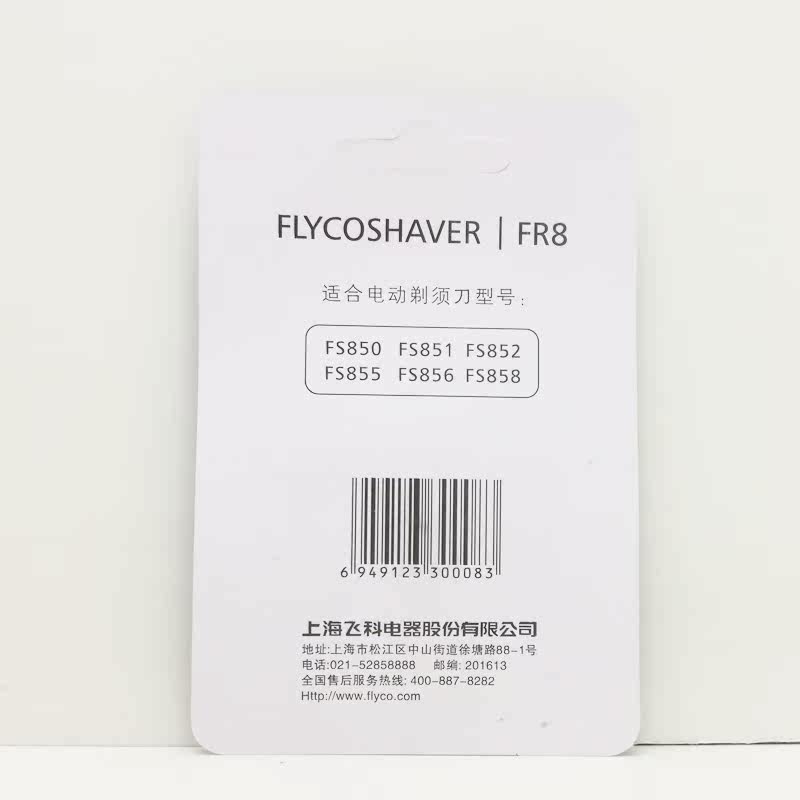 FLYCOSHAVER | FR8
适合电动剃须刀型号:
FS850 FS851 FS852
FS855 FS856 FS858
6 949123 300083
上海飞科电器股份有限公司
地址:上海市松江区中山街道徐塘路88-1号
电话:021-52858888 邮编: 201613
全国售后服务热线: 400-887-8282
Http://www.flyco.com